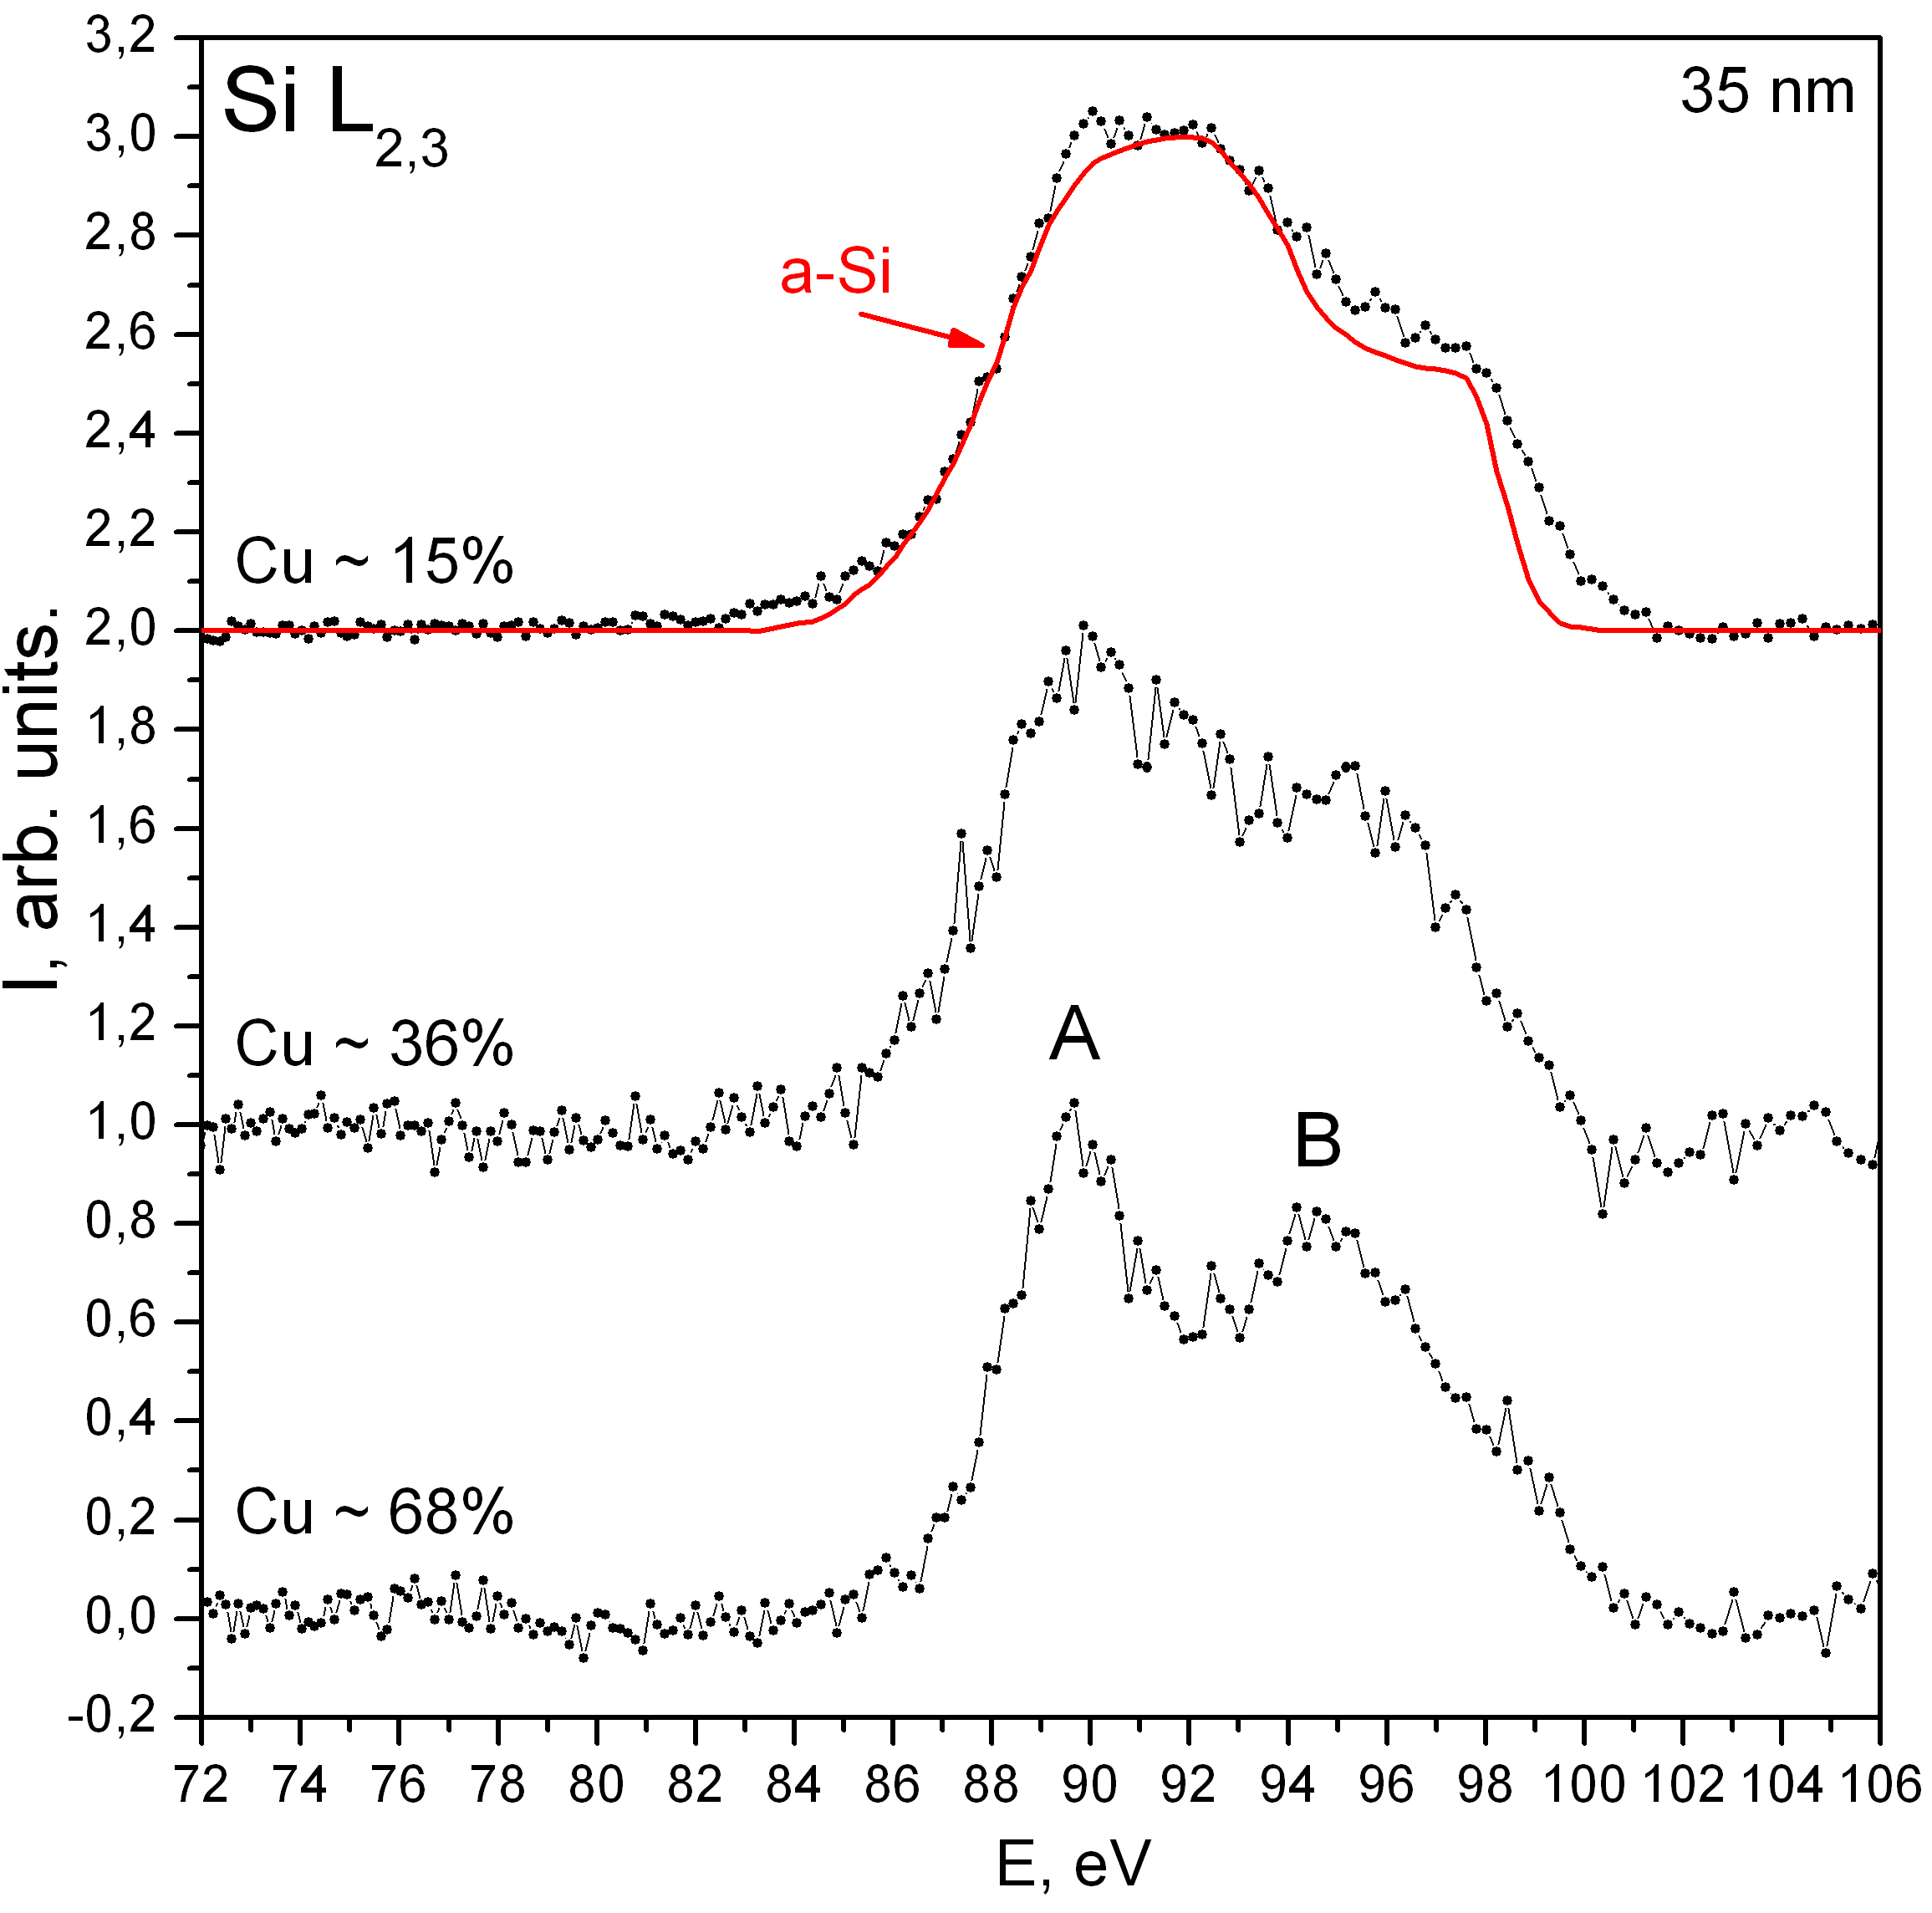 Si L2,3
35 nm
a-Si
Cu ~ 15%
Cu ~ 36%
A
B
Cu ~ 68%
I, arb. units.
3,2
3,0
2,8
2,6
2,4
2,2
2,0
1,8
1,6
1,4
1,2
1,0
0,8
0,6
0,4
0,2
0,0
-0,2
72 74 76 78 80 82 84 86 88 90 92 94 96 98 100 102 104 106
E, eV